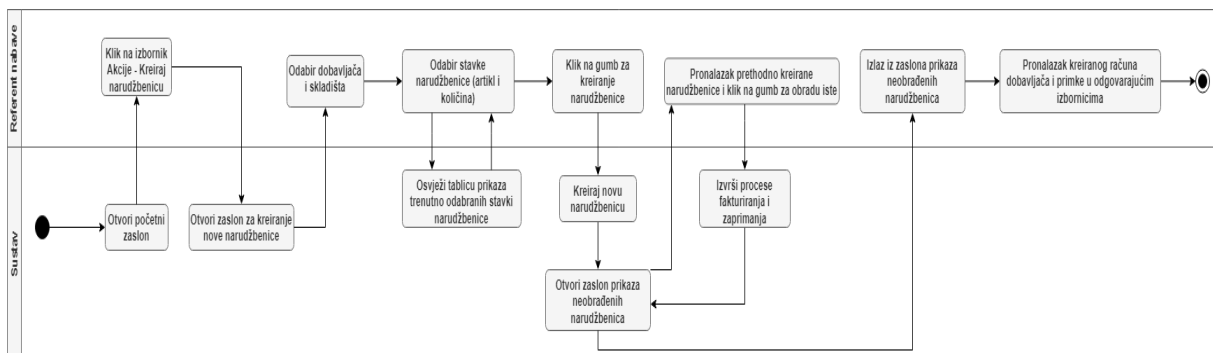 Referent nabave
Klik na izbornik
Akcije - Kreiraj
narudžbenicu
Odabir dobavljača
i skladišta
Odabir stavke
narudžbenice (artikl i
količina)
Klik na gumb za
kreiranje
narudžbenice
Pronalazak prethodno kreirane
narudžbenice i klik na gumb za obradu iste
Izlaz iz zaslona prikaza
neobrađenih
narudžbenica
Pronalazak kreiranog računa
dobavljača i primke u odgovarajućim
izbornicima
Sustav
Otvori početni
zaslon
Otvori zaslon za kreiranje
nove narudžbenice
Osvježi tablicu prikaza
trenutno odabranih stavki
narudžbenice
Kreiraj novu
narudžbenicu
Izvrši procese
fakturiranja i
zaprimanja
Otvori zaslon prikaza
neobrađenih
narudžbenica